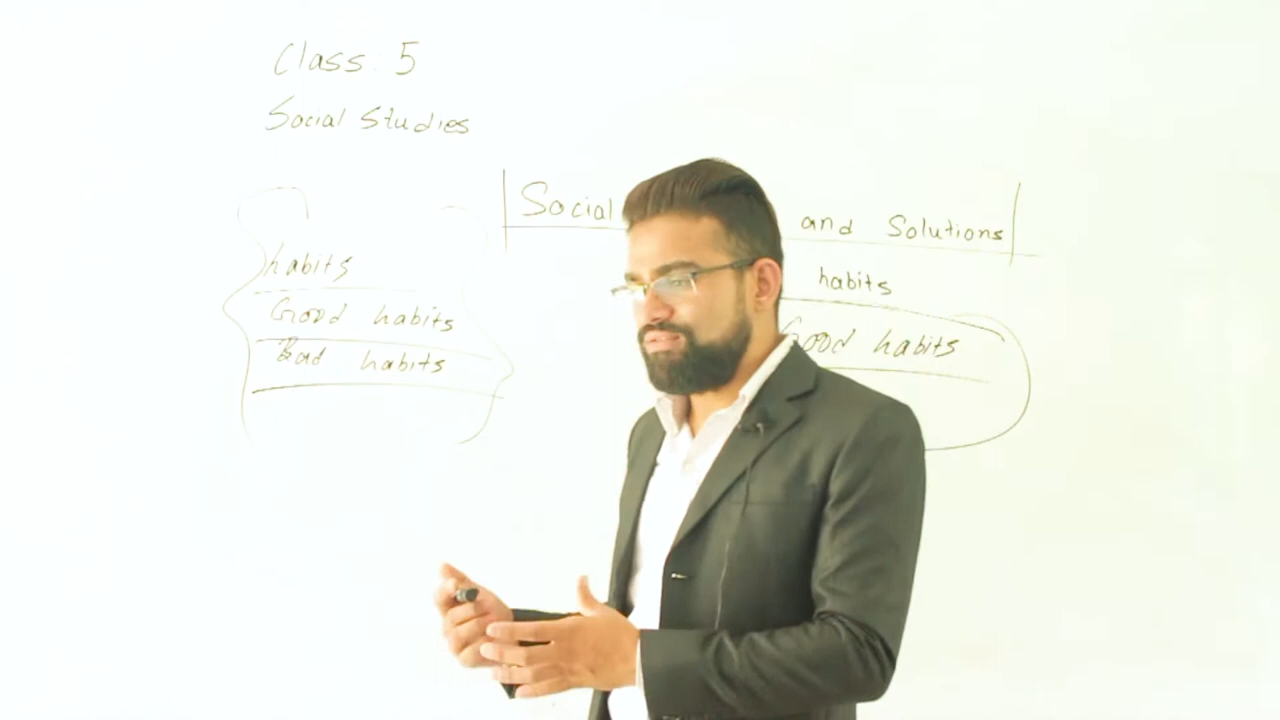 Class: 5
Social Studies
Social and Solutions
habits
Good habits
Bad habits
habits
Good habits